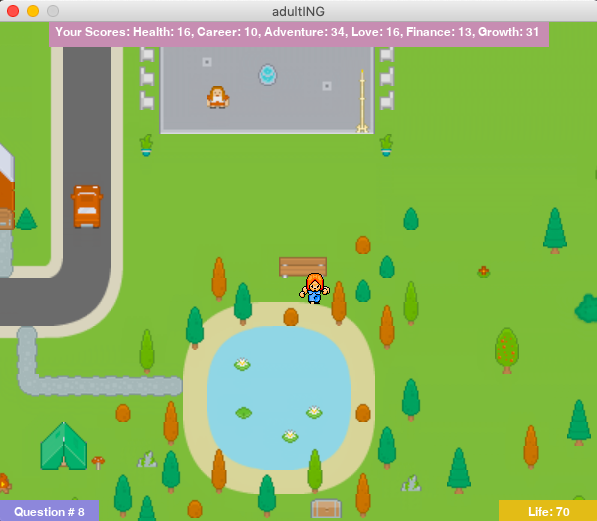 adultING
Your Scores: Health: 16, Career: 10, Adventure: 34, Love: 16, Finance: 13, Growth: 31
Question # 8
Life: 70